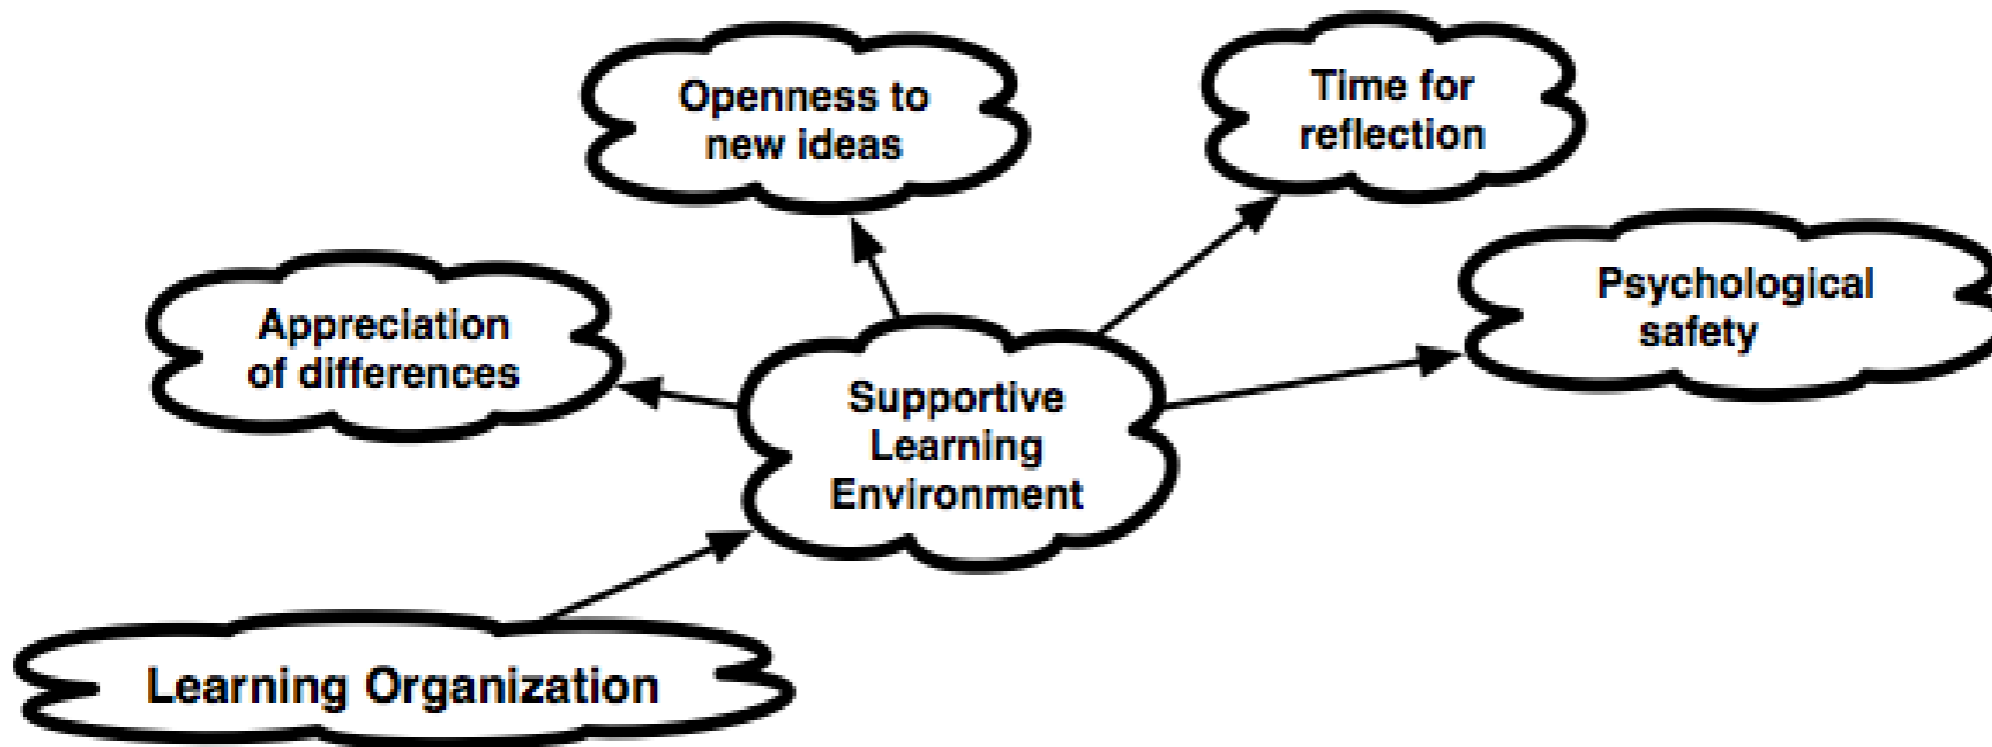 Openness to
new ideas
Time for
reflection
Appreciation
of differences
Psychological
safety
Supportive
Learning
Environment
Learning Organization